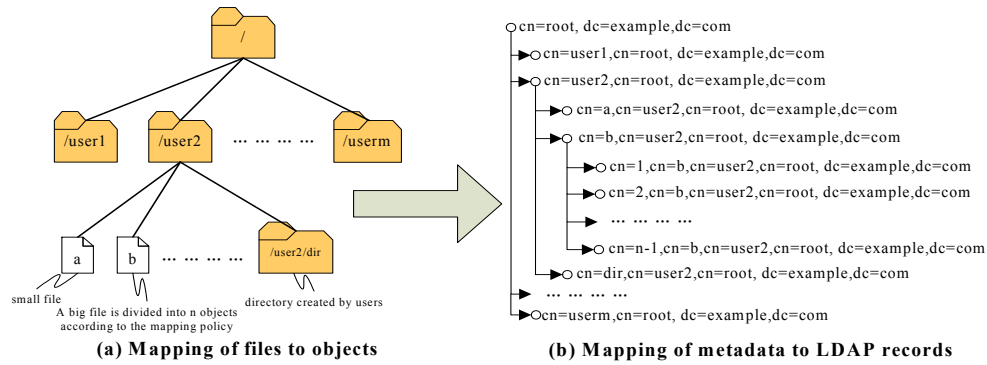 /
/user1
/user2
... ... ...
/userm
a
b
... ... ... ...
/user2/dir
small file
A big file is divided into n objects
according to the mapping policy
directory created by users
(a) Mapping of files to objects
cn=root, dc=example,dc=com
cn=user1,cn=root, dc=example,dc=com
cn=user2,cn=root, dc=example,dc=com
cn=a,cn=user2,cn=root, dc=example,dc=com
cn=b,cn=user2,cn=root, dc=example,dc=com
cn=1,cn=b,cn=user2,cn=root, dc=example,dc=com
cn=2,cn=b,cn=user2,cn=root, dc=example,dc=com
... ... ... ...
cn=n-1,cn=b,cn=user2,cn=root, dc=example,dc=com
cn=dir,cn=user2,cn=root, dc=example,dc=com
... ... ... ...
cn=userm,cn=root, dc=example,dc=com
(b) Mapping of metadata to LDAP records